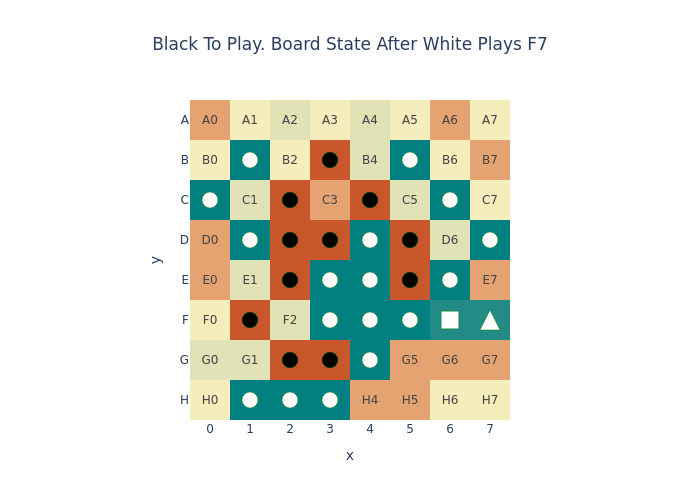 Black To Play. Board State After White Plays F7
A A0 A1 A2 A3 A4 A5 A6 A7
B B0 B2 B4 B6 B7
C C1 C3 C5 C7
D D0 D6
y
E E0 E1 E7
F F0 F2
G G0 G1 G5 G6 G7
H H0 H4 H5 H6 H7
0 1 2 3 4 5 6 7
x